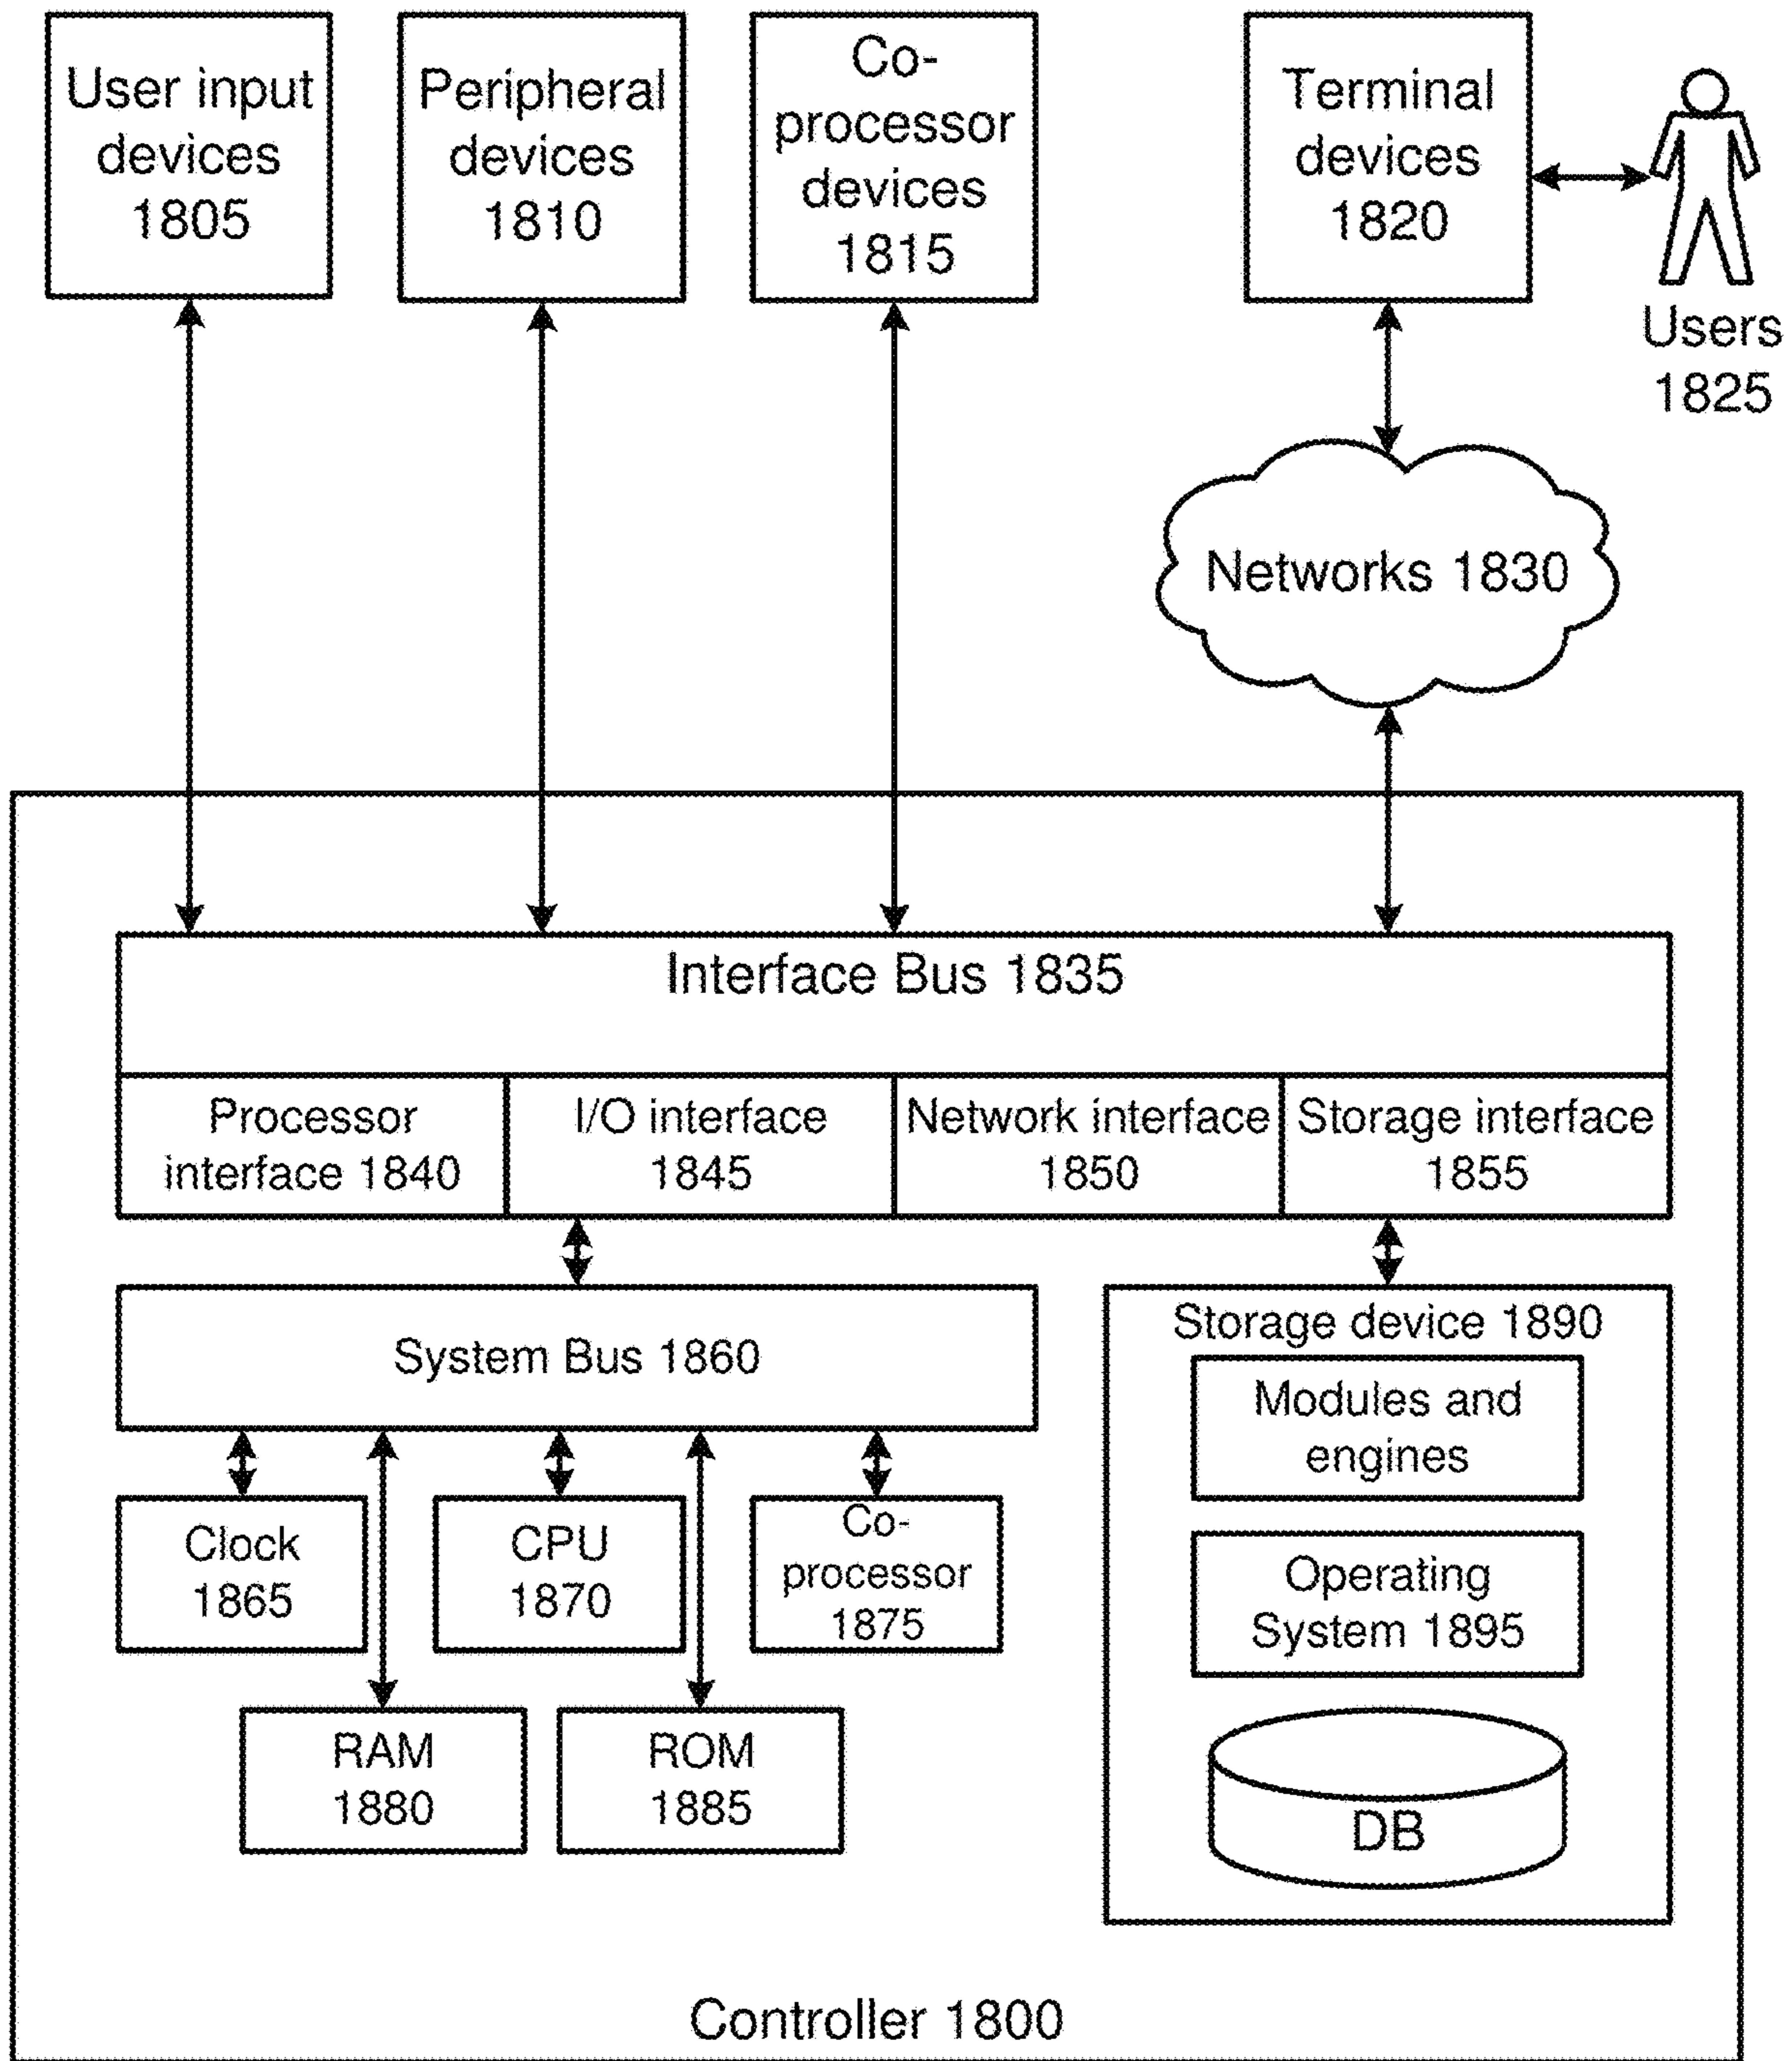 User input
devices
1805
Peripheral
devices
1810
Co-
processor
devices
1815
Terminal
devices
1820
Users
1825
Networks 1830
Interface Bus 1835
Processor
interface 1840
I/O interface
1845
Network interface
1850
Storage interface
1855
System Bus 1860
Storage device 1890
Modules and
engines
Clock
1865
CPU
1870
Co-
processor
1875
Operating
System 1895
RAM
1880
ROM
1885
DB
Controller 1800